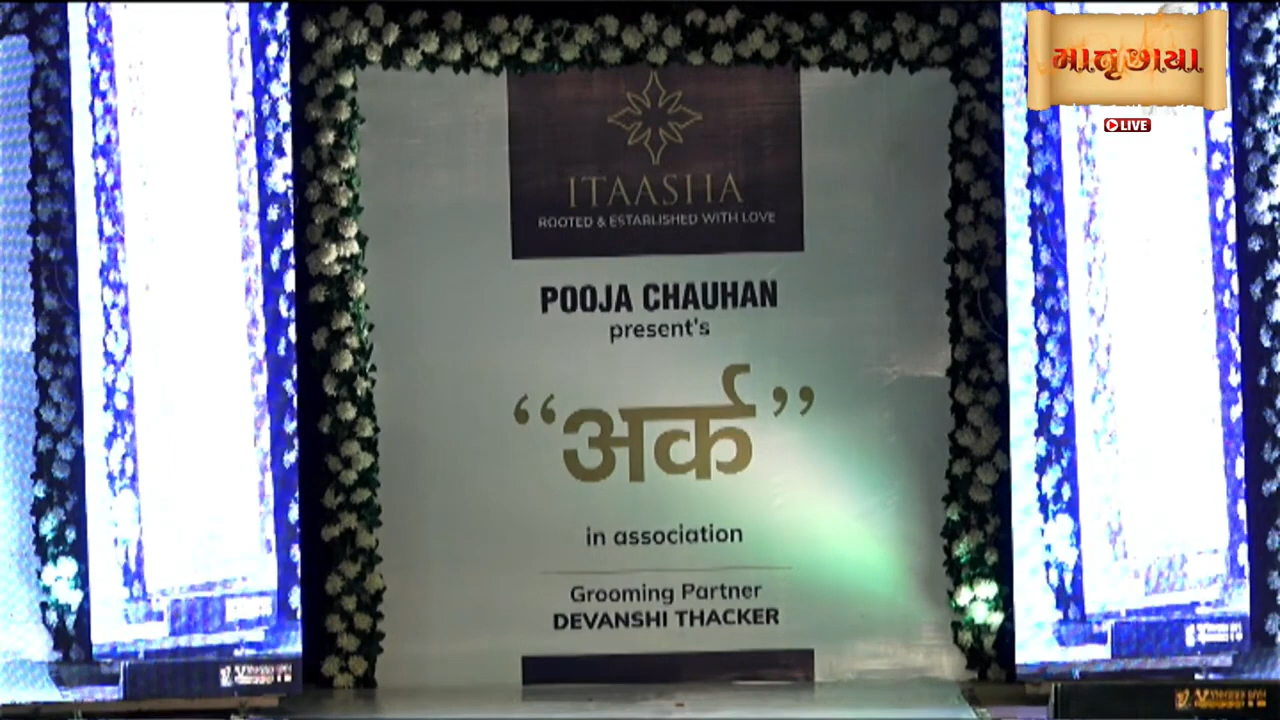 માતૃછાયા
LIVE
ITAASHA
ROOTED & ESTABLISHED WITH LOVE
POOJA CHAUHAN
present's
“अर्क”
in association
Grooming Partner
DEVANSHI THACKER